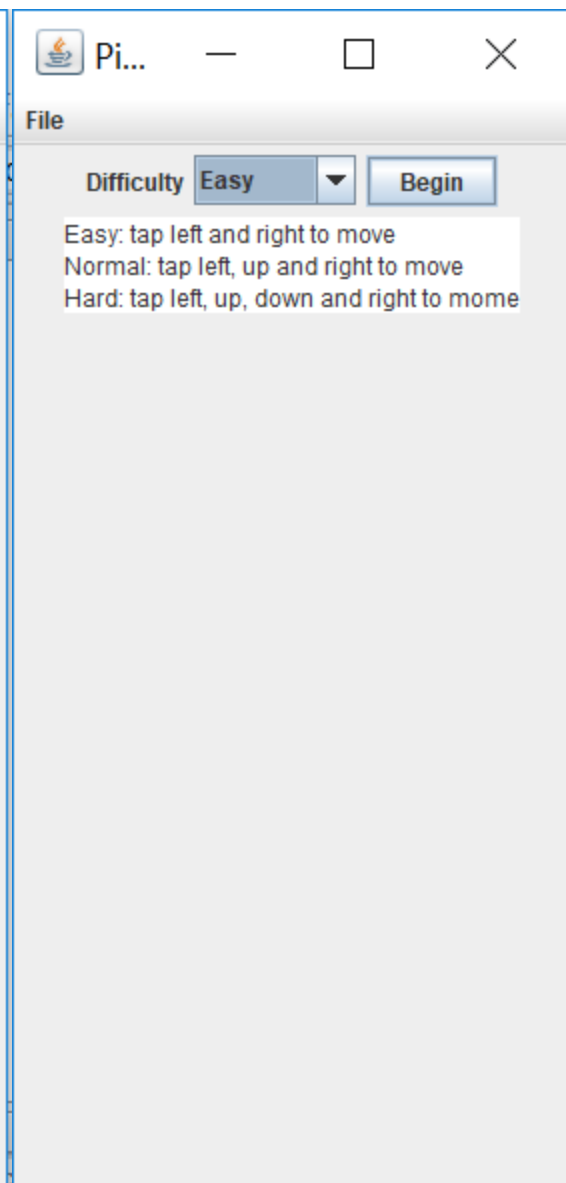 Pi...
File
Difficulty Easy Begin
Easy: tap left and right to move
Normal: tap left, up and right to move
Hard: tap left, up, down and right to mome